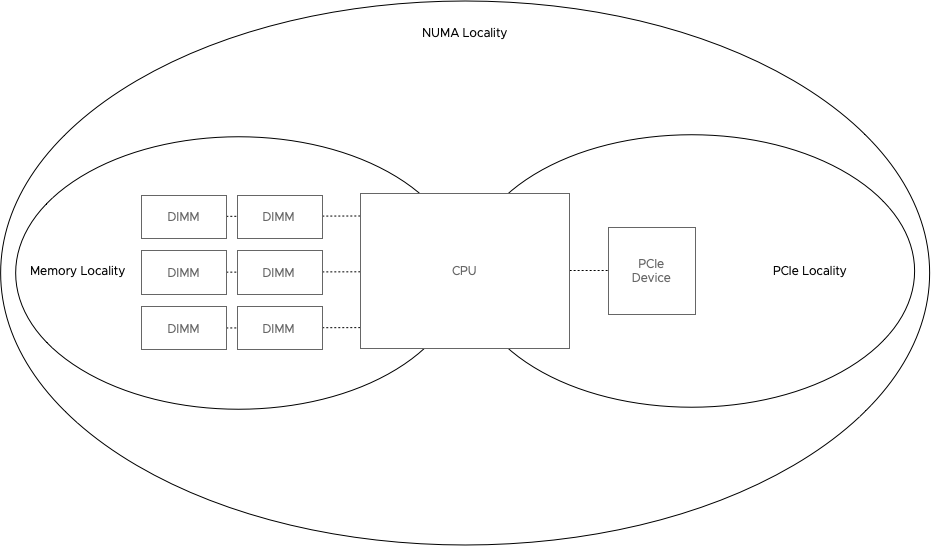 NUMA Locality
DIMM DIMM
DIMM DIMM
DIMM DIMM
Memory Locality
CPU
PCIe
Device
PCIe Locality